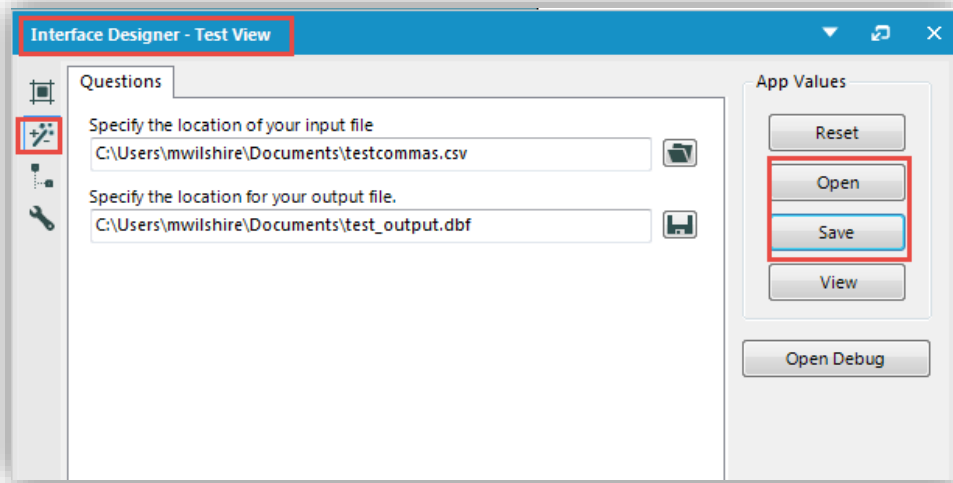 Interface Designer - Test View
Questions
App Values
Specify the location of your input file
C:\Users\mwilshire\Documents\testcommas.csv
Specify the location for your output file.
C:\Users\mwilshire\Documents\test_output.dbf
Reset
Open
Save
View
Open Debug